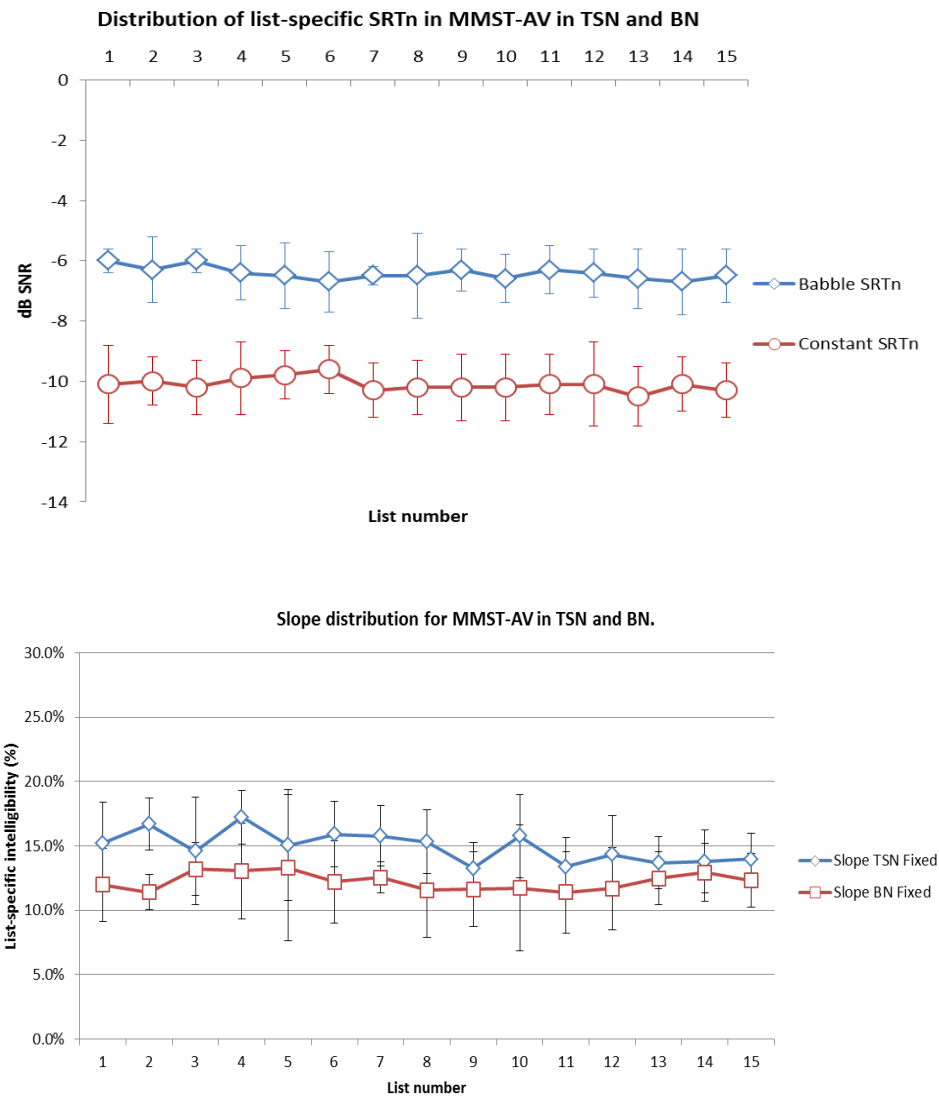 Distribution of list-specific SRTn in MMST-AV in TSN and BN
1 2 3 4 5 6 7 8 9 10 11 12 13 14 15
0
-2
-4
-6
-8
-10
-12
-14
dB SNR
Babble SRTn
Constant SRTn
List number
Slope distribution for MMST-AV in TSN and BN.
30.0%
25.0%
20.0%
15.0%
10.0%
5.0%
0.0%
List-specific intelligibility (%)
Slope TSN Fixed
Slope BN Fixed
1 2 3 4 5 6 7 8 9 10 11 12 13 14 15
List number